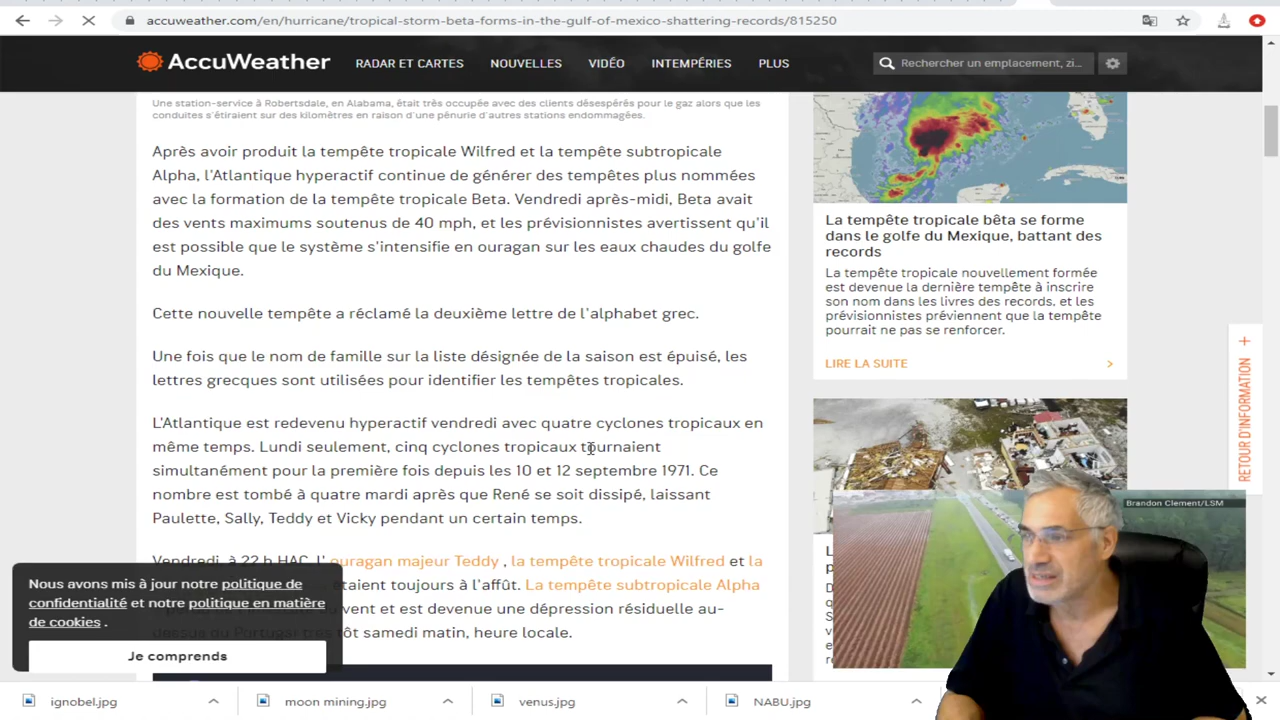 accuweather.com/en/hurricane/tropical-storm-beta-forms-in-the-gulf-of-mexico-shattering-records/815250
AccuWeather
RADAR ET CARTES
NOUVELLES
VIDÉO
INTEMPÉRIES
PLUS
Rechercher un emplacement, zi...
Une station-service à Robertsdale, en Alabama, était très occupée avec des clients désespérés pour le gaz alors que les
conduites s'étiraient sur des kilomètres en raison d'une pénurie d'autres stations endommagées.
Après avoir produit la tempête tropicale Wilfred et la tempête subtropicale
Alpha, l'Atlantique hyperactif continue de générer des tempêtes plus nommées
avec la formation de la tempête tropicale Beta. Vendredi après-midi, Beta avait
des vents maximums soutenus de 40 mph, et les prévisionnistes avertissent qu'il
est possible que le système s'intensifie en ouragan sur les eaux chaudes du golfe
du Mexique.
Cette nouvelle tempête a réclamé la deuxième lettre de l'alphabet grec.
Une fois que le nom de famille sur la liste désignée de la saison est épuisé, les
lettres grecques sont utilisées pour identifier les tempêtes tropicales.
L'Atlantique est redevenu hyperactif vendredi avec quatre cyclones tropicaux en
même temps. Lundi seulement, cinq cyclones tropicaux tournaient
simultanément pour la première fois depuis les 10 et 12 septembre 1971. Ce
nombre est tombé à quatre mardi après que René se soit dissipé, laissant
Paulette, Sally, Teddy et Vicky pendant un certain temps.
Vendredi, à 22 h HAC, l' ouragan majeur Teddy , la tempête tropicale Wilfred et la
taient toujours à l'affût. La tempête subtropicale Alpha
vent et est devenue une dépression résiduelle au-
dessus du Portugal très tôt samedi matin, heure locale.
La tempête tropicale bêta se forme
dans le golfe du Mexique, battant des
records
La tempête tropicale nouvellement formée
est devenue la dernière tempête à inscrire
son nom dans les livres des records, et les
prévisionnistes préviennent que la tempête
pourrait ne pas se renforcer.
LIRE LA SUITE
RETOUR D'INFORMATION +
Brandon Clement/LSM
Nous avons mis à jour notre politique de
confidentialité et notre politique en matière
de cookies .
Je comprends
ignobel.jpg
moon mining.jpg
venus.jpg
NABU.jpg